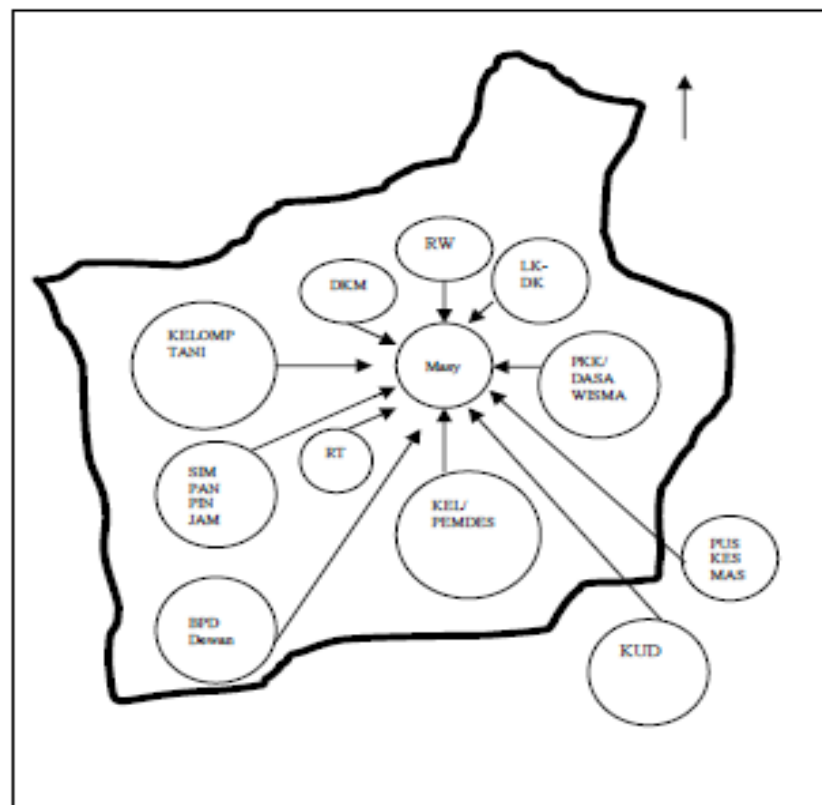 RW
LK-
DK
DKM
KELOMP
TANI
Masy
PKK/
DASA
WISMA
RT
SIM
PAN
PIN
JAM
KEL/
PEMDES
PUS
KES
MAS
BPD
Dewan
KUD